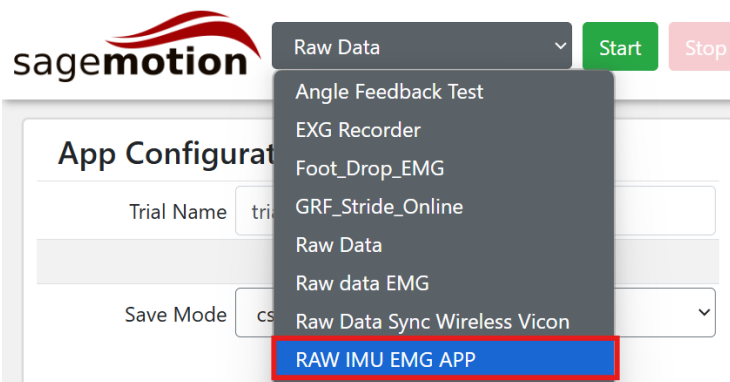 sagemotion
Raw Data
Start
Stop
Angle Feedback Test
EXG Recorder
Foot_Drop_EMG
GRF_Stride_Online
Raw Data
Raw data EMG
Raw Data Sync Wireless Vicon
RAW IMU EMG APP
App Configurat
Trial Name
tri
Save Mode
cs